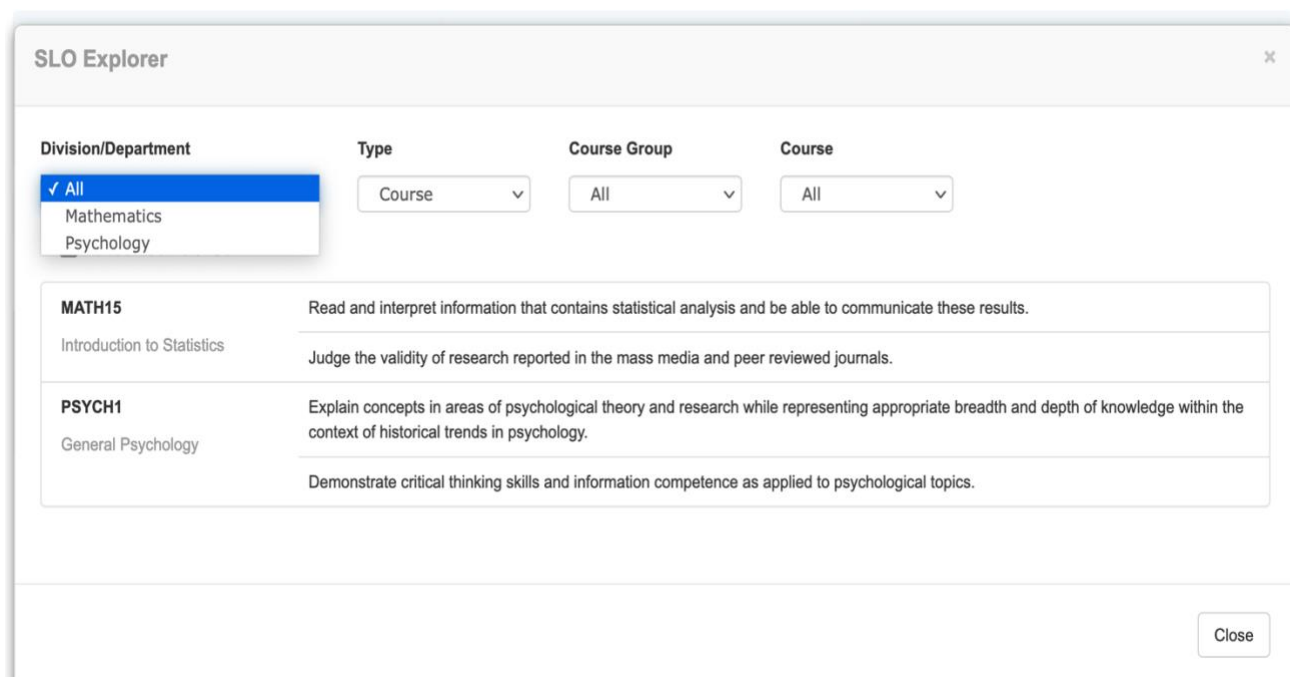 SLO Explorer
×
Division/Department
Type
Course Group
Course
✓ All
Mathematics
Psychology
Course
All
All
MATH15
Introduction to Statistics
Read and interpret information that contains statistical analysis and be able to communicate these results.
Judge the validity of research reported in the mass media and peer reviewed journals.
PSYCH1
General Psychology
Explain concepts in areas of psychological theory and research while representing appropriate breadth and depth of knowledge within the
context of historical trends in psychology.
Demonstrate critical thinking skills and information competence as applied to psychological topics.
Close